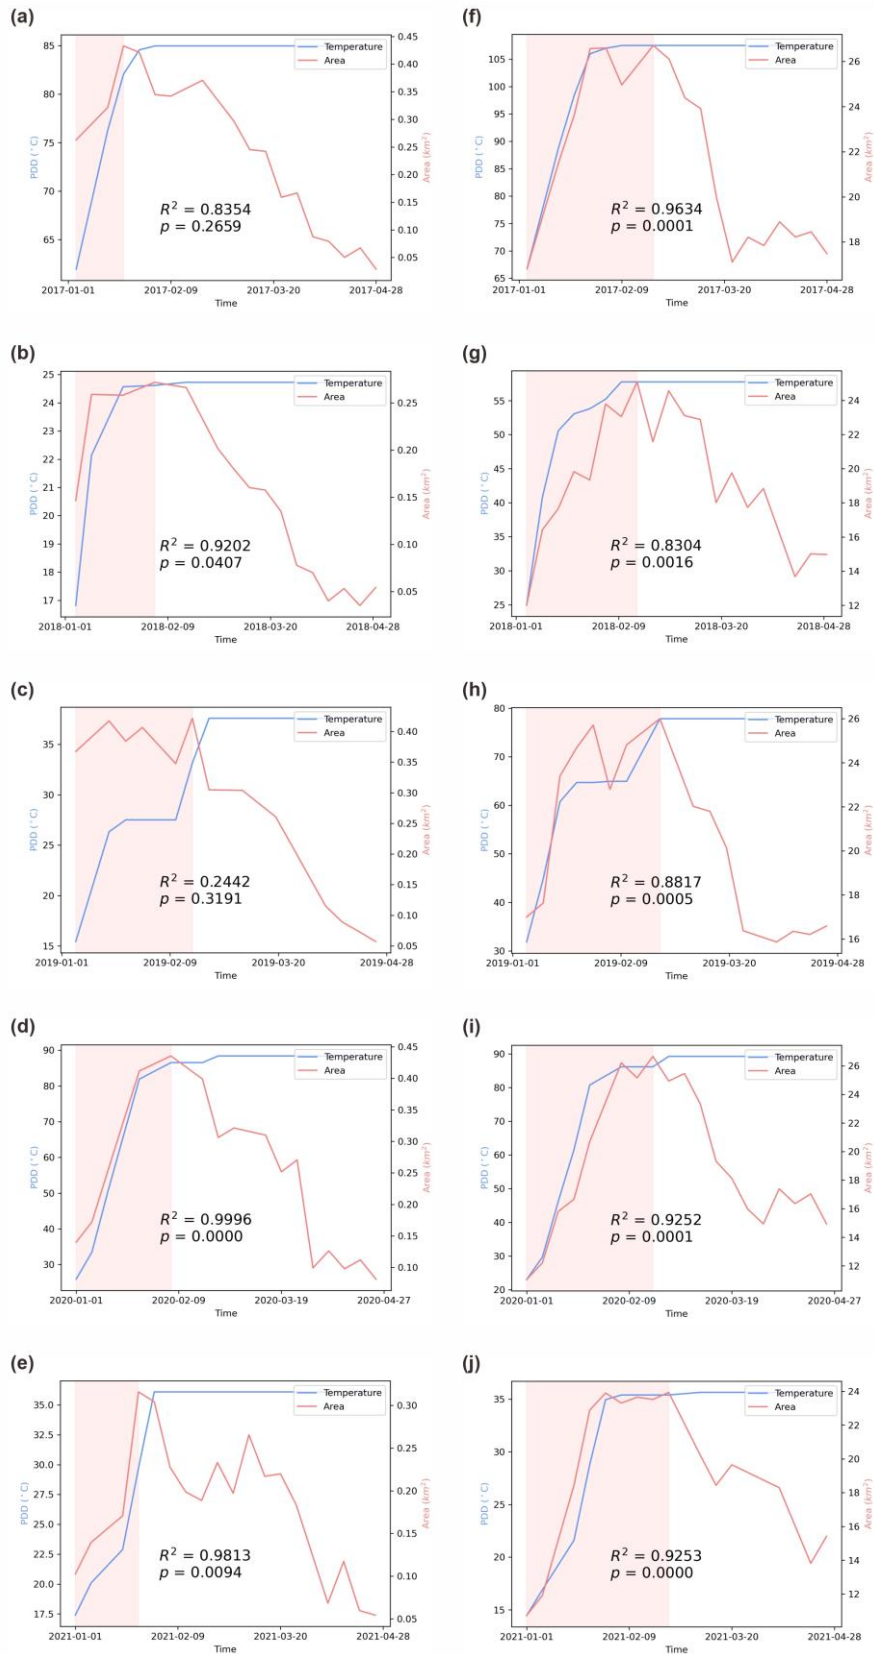 (a)
85
80
75
70
65
PDD (°C)
0.45
0.40
0.35
0.30
0.25
0.20
0.15
0.10
0.05
Area (km²)
Temperature
Area
R² = 0.8354
p = 0.2659
2017-01-01 2017-02-09 2017-03-20 2017-04-28
Time
(f)
105
100
95
90
85
80
75
70
65
PDD (°C)
26
24
22
20
18
Area (km²)
Temperature
Area
R² = 0.9634
p = 0.0001
2017-01-01 2017-02-09 2017-03-20 2017-04-28
Time
(b)
25
24
23
22
21
20
19
18
17
PDD (°C)
0.25
0.20
0.15
0.10
0.05
Area (km²)
Temperature
Area
R² = 0.9202
p = 0.0407
2018-01-01 2018-02-09 2018-03-20 2018-04-28
Time
(g)
55
50
45
40
35
30
25
PDD (°C)
24
22
20
18
16
14
12
Area (km²)
Temperature
Area
R² = 0.8304
p = 0.0016
2018-01-01 2018-02-09 2018-03-20 2018-04-28
Time
(c)
35
30
25
20
15
PDD (°C)
0.40
0.35
0.30
0.25
0.20
0.15
0.10
0.05
Area (km²)
Temperature
Area
R² = 0.2442
p = 0.3191
2019-01-01 2019-02-09 2019-03-20 2019-04-28
Time
(h)
80
70
60
50
40
30
PDD (°C)
26
24
22
20
18
16
Area (km²)
Temperature
Area
R² = 0.8817
p = 0.0005
2019-01-01 2019-02-09 2019-03-20 2019-04-28
Time
(d)
90
80
70
60
50
40
30
PDD (°C)
0.45
0.40
0.35
0.30
0.25
0.20
0.15
0.10
Area (km²)
Temperature
Area
R² = 0.9996
p = 0.0000
2020-01-01 2020-02-09 2020-03-19 2020-04-27
Time
(i)
90
80
70
60
50
40
30
20
PDD (°C)
26
24
22
20
18
16
14
12
Area (km²)
Temperature
Area
R² = 0.9252
p = 0.0001
2020-01-01 2020-02-09 2020-03-19 2020-04-27
Time
(e)
35.0
32.5
30.0
27.5
25.0
22.5
20.0
17.5
PDD (°C)
0.30
0.25
0.20
0.15
0.10
0.05
Area (km²)
Temperature
Area
R² = 0.9813
p = 0.0094
2021-01-01 2021-02-09 2021-03-20 2021-04-28
Time
(j)
35
30
25
20
15
PDD (°C)
24
22
20
18
16
14
12
Area (km²)
Temperature
Area
R² = 0.9253
p = 0.0000
2021-01-01 2021-02-09 2021-03-20 2021-04-28
Time